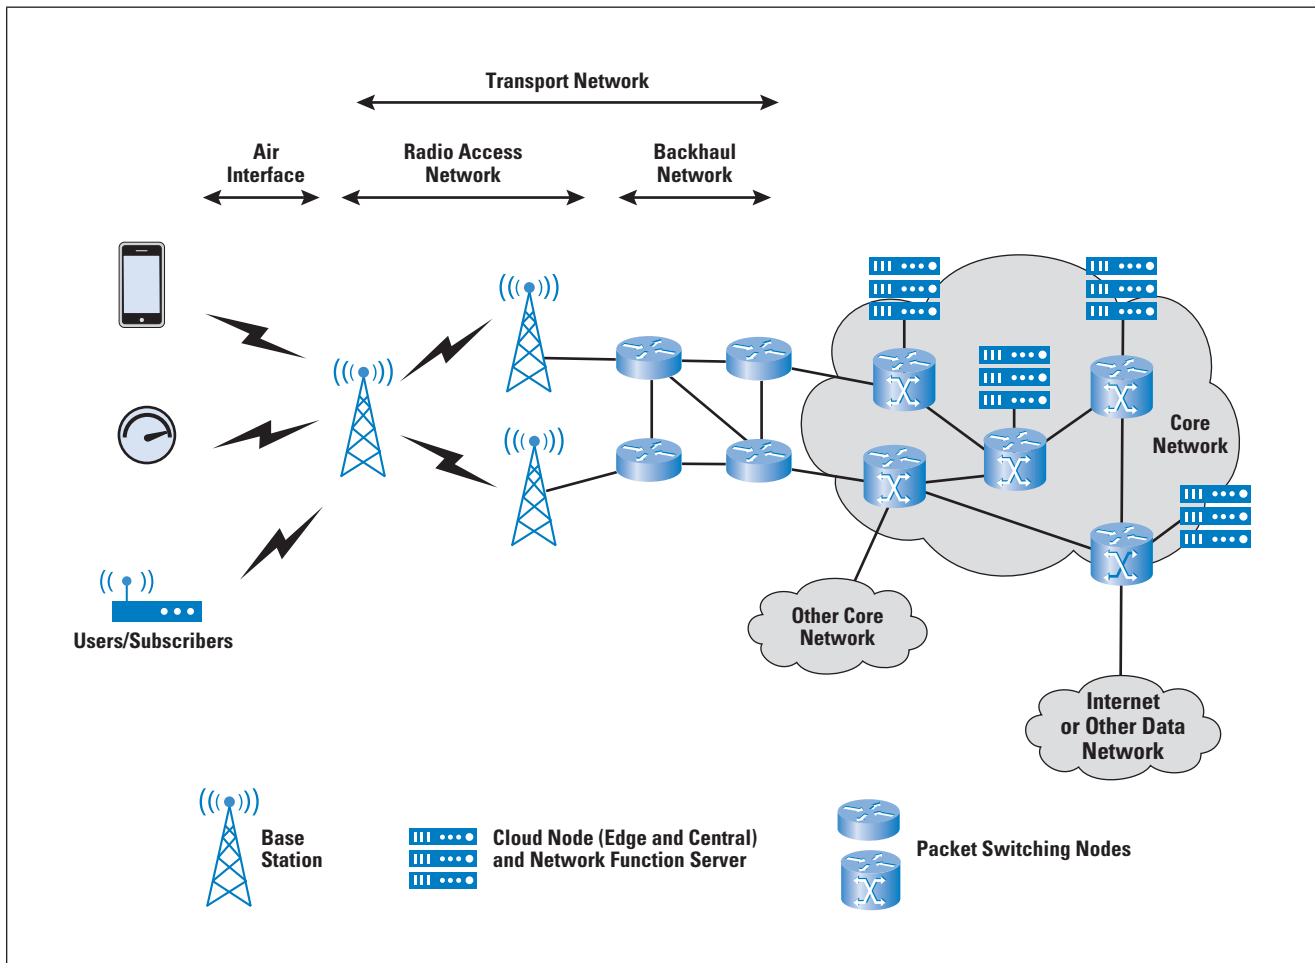 Transport Network
Air
Interface
Radio Access
Network
Backhaul
Network
Core
Network
Users/Subscribers
Other Core
Network
Internet
or Other Data
Network
Base
Station
Cloud Node (Edge and Central)
and Network Function Server
Packet Switching Nodes